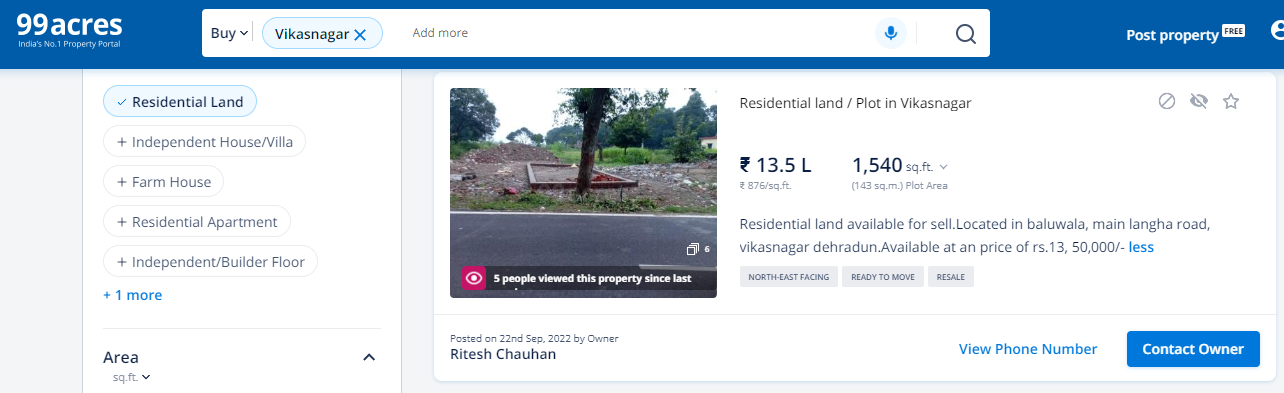 99acres
India's No.1 Property Portal
Buy
Vikasnagar
Add more
Post property FREE
Residential Land
+ Independent House/Villa
+ Farm House
+ Residential Apartment
+ Independent/Builder Floor
+ 1 more
Area
sq.ft.
Residential land / Plot in Vikasnagar
₹ 13.5 L
₹ 876/sq.ft.
1,540 sq.ft.
(143 sq.m.) Plot Area
Residential land available for sell.Located in baluwala, main langha road,
vikasnagar dehradun.Available at an price of rs.13, 50,000/- less
NORTH-EAST FACING
READY TO MOVE
RESALE
6
5 people viewed this property since last
Posted on 22nd Sep, 2022 by Owner
Ritesh Chauhan
View Phone Number
Contact Owner